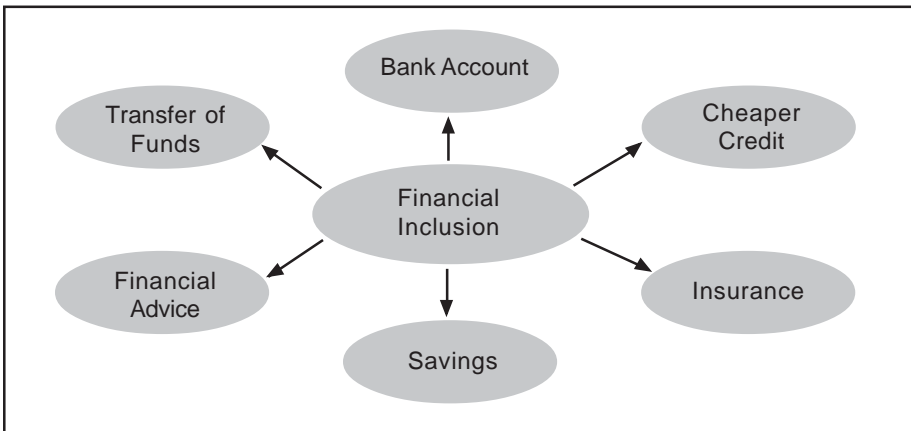 Bank Account
Transfer of
Funds
Cheaper
Credit
Financial
Inclusion
Financial
Advice
Insurance
Savings